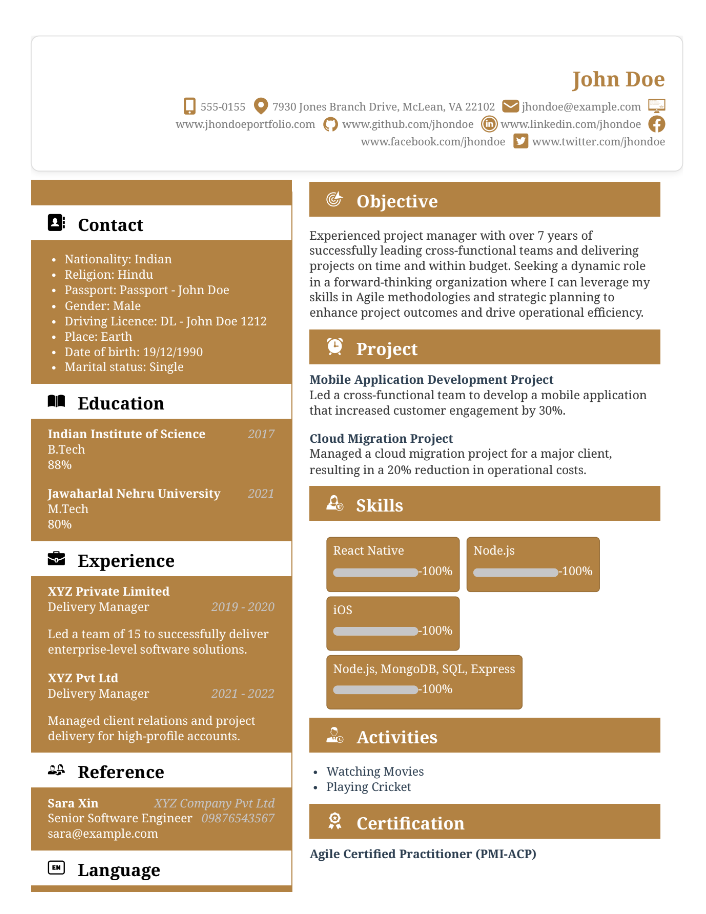 John Doe
555-0155 7930 Jones Branch Drive, McLean, VA 22102 jhondoe@example.com
www.jhondoeportfolio.com www.github.com/jhondoe www.linkedin.com/jhondoe
www.facebook.com/jhondoe www.twitter.com/jhondoe
Contact
• Nationality: Indian
• Religion: Hindu
• Passport: Passport - John Doe
• Gender: Male
• Driving Licence: DL - John Doe 1212
• Place: Earth
• Date of birth: 19/12/1990
• Marital status: Single
Education
Indian Institute of Science 2017
B.Tech
88%
Jawaharlal Nehru University 2021
M.Tech
80%
Experience
XYZ Private Limited
Delivery Manager 2019 - 2020
Led a team of 15 to successfully deliver
enterprise-level software solutions.
XYZ Pvt Ltd
Delivery Manager 2021 - 2022
Managed client relations and project
delivery for high-profile accounts.
Reference
Sara Xin XYZ Company Pvt Ltd
Senior Software Engineer 09876543567
sara@example.com
EN
Language
Objective
Experienced project manager with over 7 years of
successfully leading cross-functional teams and delivering
projects on time and within budget. Seeking a dynamic role
in a forward-thinking organization where I can leverage my
skills in Agile methodologies and strategic planning to
enhance project outcomes and drive operational efficiency.
Project
Mobile Application Development Project
Led a cross-functional team to develop a mobile application
that increased customer engagement by 30%.
Cloud Migration Project
Managed a cloud migration project for a major client,
resulting in a 20% reduction in operational costs.
Skills
React Native
-100%
Node.js
-100%
iOS
-100%
Node.js, MongoDB, SQL, Express
-100%
Activities
• Watching Movies
• Playing Cricket
Certification
Agile Certified Practitioner (PMI-ACP)